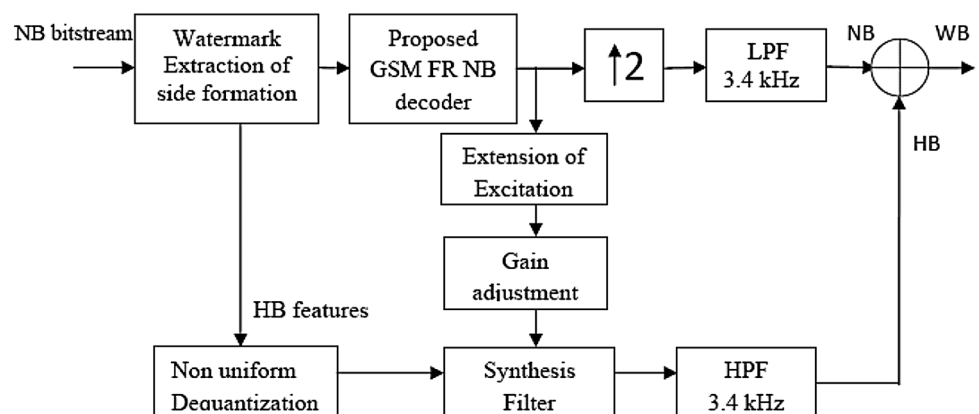 NB bitstream
Watermark
Extraction of
side formation
Proposed
GSM FR NB
decoder
↑2
LPF
3.4 kHz
NB
WB
HB
Extension of
Excitation
Gain
adjustment
HB features
Non uniform
Dequantization
Synthesis
Filter
HPF
3.4 kHz